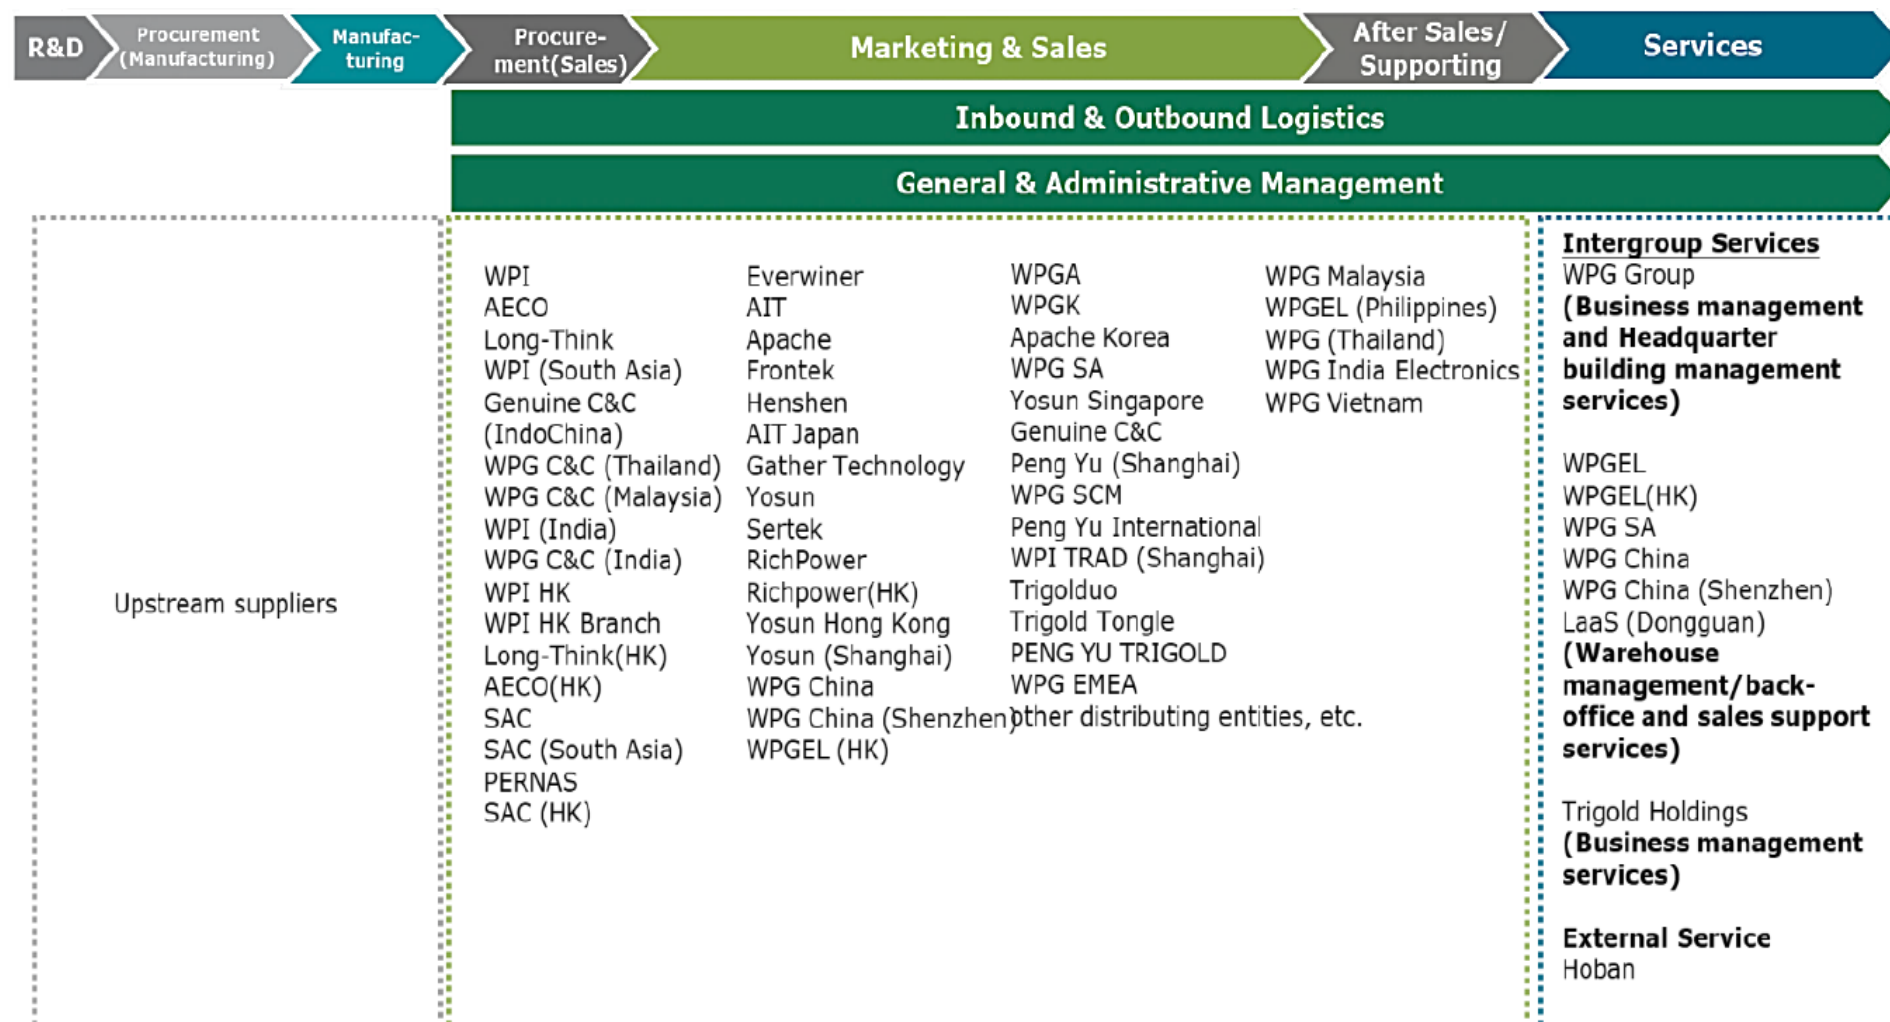 R&D
Procurement
(Manufacturing)
Manufac-
turing
Procure-
ment(Sales)
Marketing & Sales
After Sales/
Supporting
Services
Inbound & Outbound Logistics
General & Administrative Management
Upstream suppliers
WPI
AECO
Long-Think
WPI (South Asia)
Genuine C&C
(IndoChina)
WPG C&C (Thailand)
WPG C&C (Malaysia)
WPI (India)
WPG C&C (India)
WPI HK
WPI HK Branch
Long-Think(HK)
AECO(HK)
SAC
SAC (South Asia)
PERNAS
SAC (HK)
Everwiner
AIT
Apache
Frontek
Henshen
AIT Japan
Gather Technology
Yosun
Sertek
RichPower
Richpower(HK)
Yosun Hong Kong
Yosun (Shanghai)
WPG China
WPG China (Shenzhen)
WPGEL (HK)
WPGA
WPGK
Apache Korea
WPG SA
Yosun Singapore
Genuine C&C
Peng Yu (Shanghai)
WPG SCM
Peng Yu International
WPI TRAD (Shanghai)
Trigolduo
Trigold Tongle
PENG YU TRIGOLD
WPG EMEA
other distributing entities, etc.
WPG Malaysia
WPGEL (Philippines)
WPG (Thailand)
WPG India Electronics
WPG Vietnam
Intergroup Services
WPG Group
(Business management
and Headquarter
building management
services)
WPGEL
WPGEL(HK)
WPG SA
WPG China
WPG China (Shenzhen)
LaaS (Dongguan)
(Warehouse
management/back-
office and sales support
services)
Trigold Holdings
(Business management
services)
External Service
Hoban